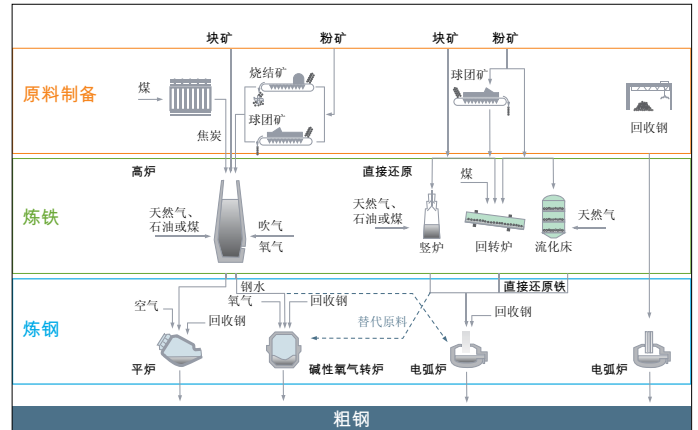 块矿
粉矿
块矿
粉矿
原料制备
煤
焦炭
烧结矿
球团矿
球团矿
回收钢
炼铁
高炉
天然气、
石油或煤
吹气
氧气
直接还原
天然气、
石油或煤
煤
竖炉
回转炉
流化床
天然气
炼钢
钢水
空气
回收钢
氧气
回收钢
替代原料
直接还原铁
回收钢
平炉
碱性氧气转炉
电弧炉
电弧炉
粗钢